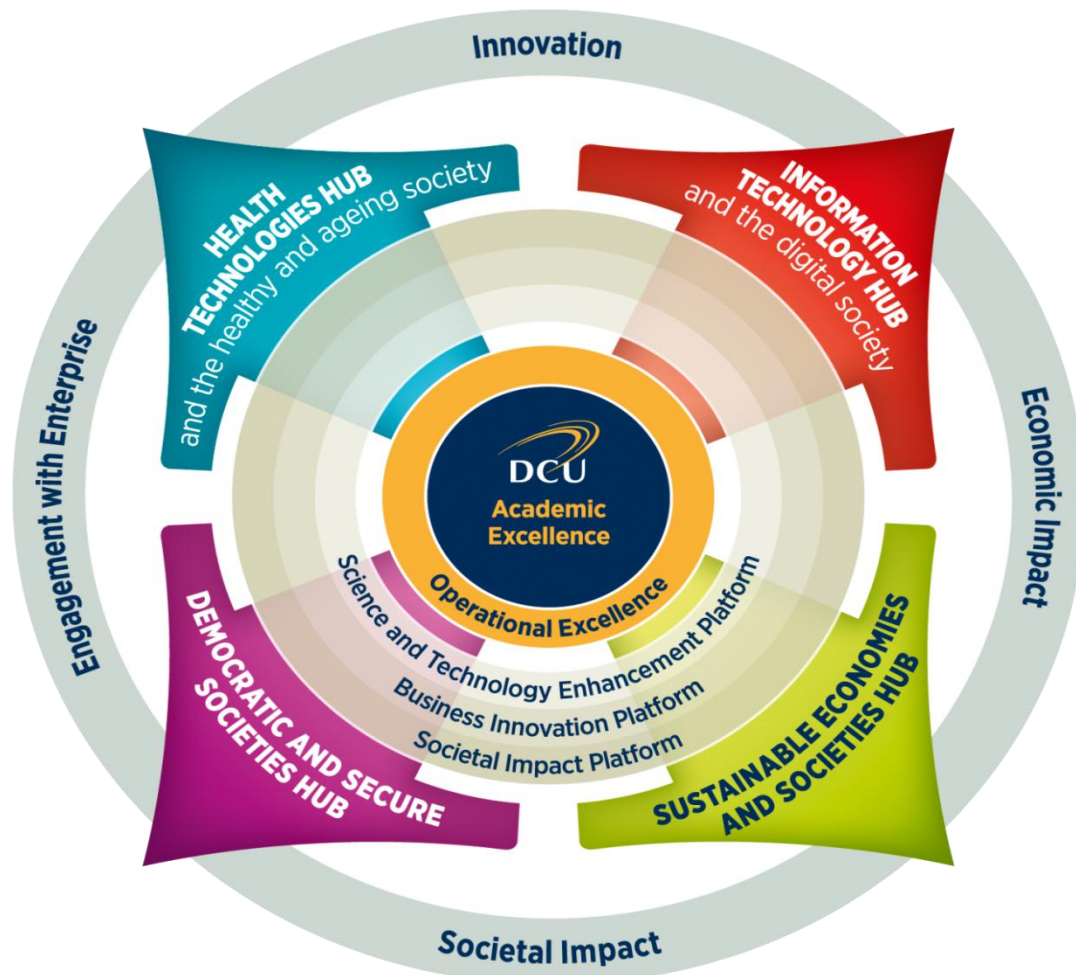 Innovation
HEALTH
TECHNOLOGIES HUB
and the healthy and ageing society
INFORMATION
TECHNOLOGY HUB
and the digital society
Engagement with Enterprise
Economic Impact
DCU
Academic
Excellence
Operational Excellence
Science and Technology Enhancement Platform
Business Innovation Platform
Societal Impact Platform
DEMOCRATIC AND SECURE
SOCIETIES HUB
SUSTAINABLE ECONOMIES
AND SOCIETIES HUB
Societal Impact